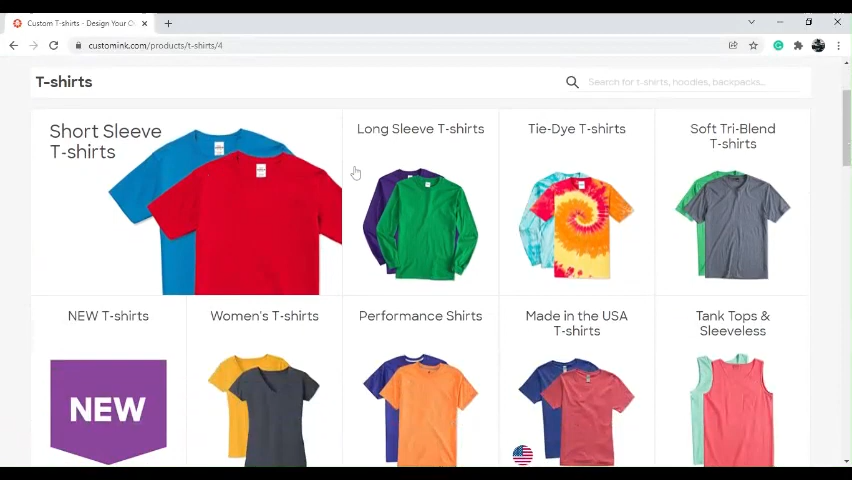 Custom T-shirts - Design Your C
customink.com/products/t-shirts/4
T-shirts
Search for t-shirts, hoodies, backpacks...
Short Sleeve
T-shirts
Long Sleeve T-shirts
Tie-Dye T-shirts
Soft Tri-Blend
T-shirts
NEW T-shirts
Women's T-shirts
Performance Shirts
Made in the USA
T-shirts
Tank Tops &
Sleeveless
NEW